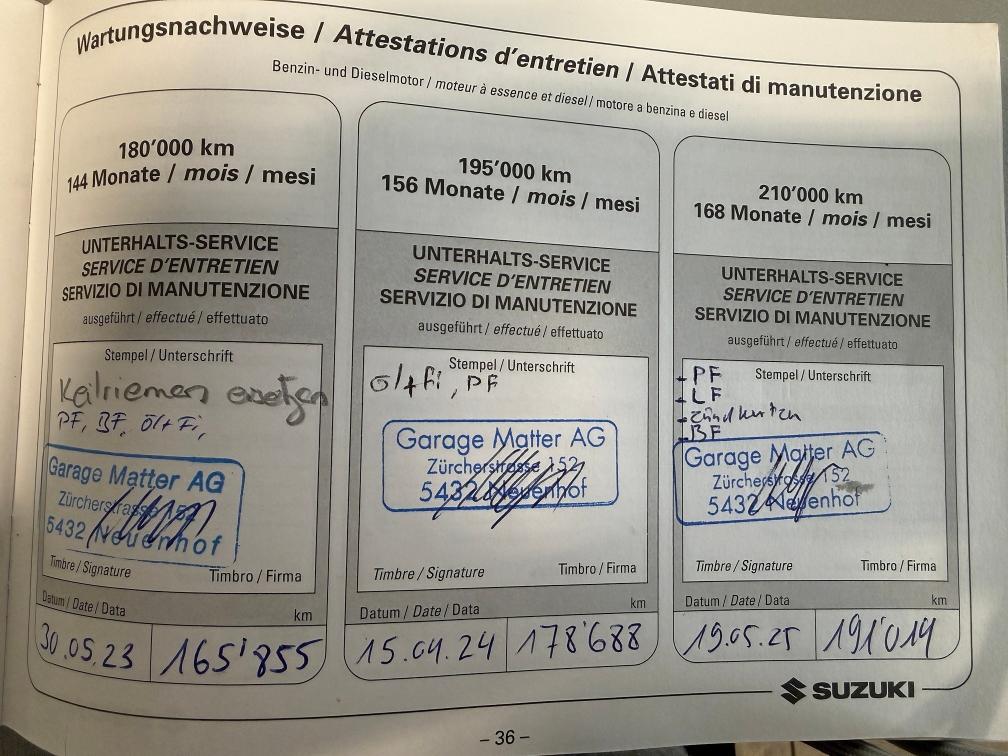 Wartungsnachweise / Attestations d'entretien / Attestati di manutenzione
Benzin- und Dieselmotor / moteur à essence et diesel / motore a benzina e diesel
180'000 km
144 Monate / mois / mesi
UNTERHALTS-SERVICE
SERVICE D'ENTRETIEN
SERVIZIO DI MANUTENZIONE
ausgeführt / effectué / effettuato
Stempel / Unterschrift
Keilriemen ersetzen
PF, BF, Öl+Fi,
Garage Matter AG
Zürcherstrasse 152
5432 Neuenhof
Timbre / Signature
Timbro / Firma
Datum / Date / Data
km
30.05.23
165'855
195'000 km
156 Monate / mois / mesi
UNTERHALTS-SERVICE
SERVICE D'ENTRETIEN
SERVIZIO DI MANUTENZIONE
ausgeführt / effectué / effettuato
Stempel / Unterschrift
Öl+Fi, PF
Garage Matter AG
Zürcherstrasse 152
5432 Neuenhof
Timbre / Signature
Timbro / Firma
Datum / Date / Data
km
15.04.24
178'688
210'000 km
168 Monate / mois / mesi
UNTERHALTS-SERVICE
SERVICE D'ENTRETIEN
SERVIZIO DI MANUTENZIONE
ausgeführt / effectué / effettuato
Stempel / Unterschrift
- PF
- LF
- Zündkerzen
- BF
Garage Matter AG
Zürcherstrasse 152
5432 Neuenhof
Timbre / Signature
Timbro / Firma
Datum / Date / Data
km
19.05.25
191'019
SUZUKI
– 36 –